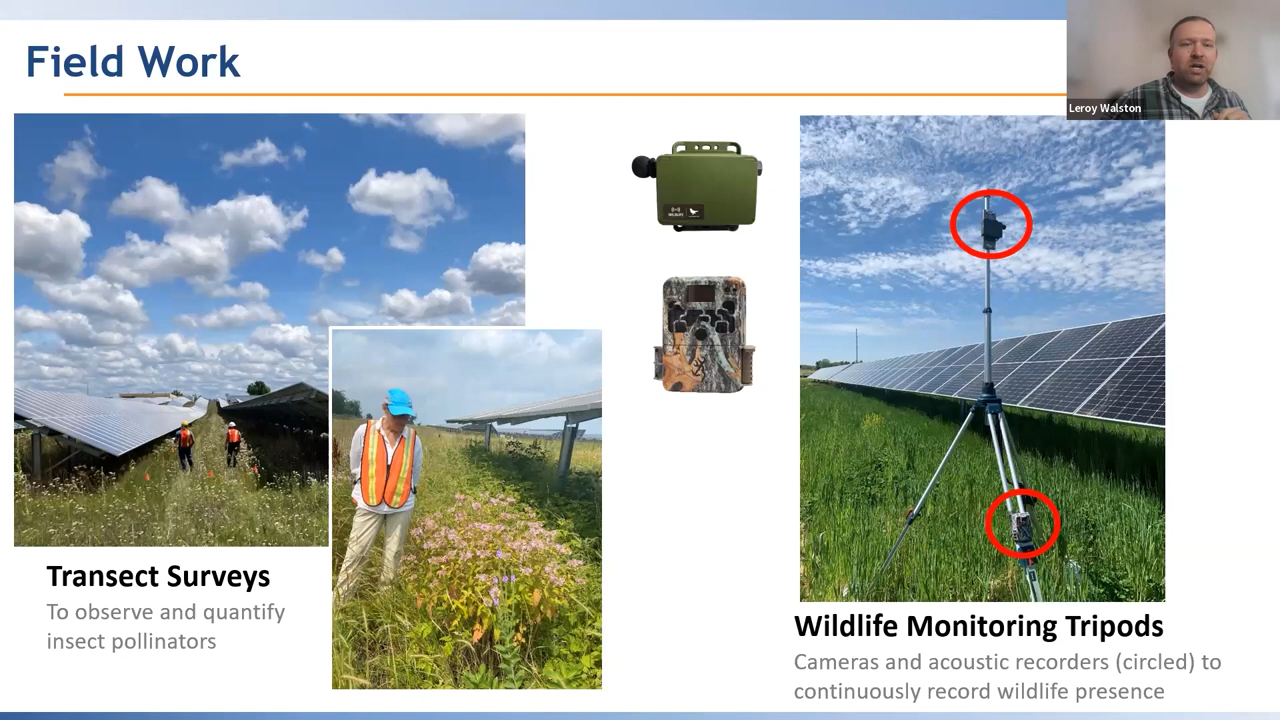 Field Work
Leroy Walston
WILDLIFE
Transect Surveys
To observe and quantify
insect pollinators
Wildlife Monitoring Tripods
Cameras and acoustic recorders (circled) to
continuously record wildlife presence